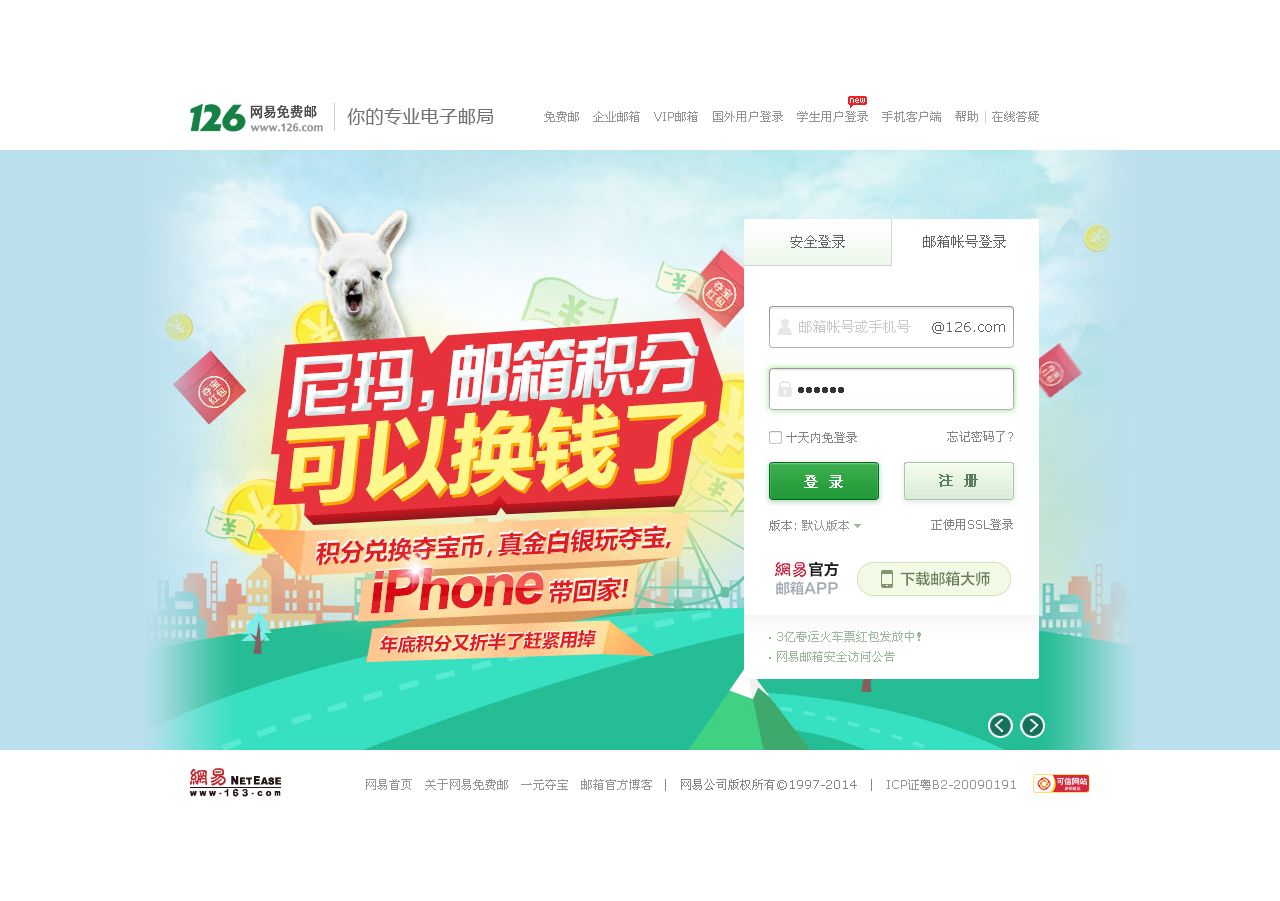 126 网易免费邮
www.126.com
你的专业电子邮局
免费邮 企业邮箱 VIP邮箱 国外用户登录 学生用户登录 new 手机客户端 帮助 | 在线答疑
安全登录
邮箱帐号登录
邮箱帐号或手机号 @126.com
••••••
十天内免登录
忘记密码了?
登 录
注 册
版本: 默认版本
正使用SSL登录
網易官方
邮箱APP
下载邮箱大师
· 3亿春运火车票红包发放中!
· 网易邮箱安全访问公告
夺宝
红包
夺宝
红包
尼玛,邮箱积分
可以换钱了
积分兑换夺宝币,真金白银玩夺宝,
iPhone 带回家!
年底积分又折半了赶紧用掉
網易 NETEASE
www.163.com
网易首页 关于网易免费邮 一元夺宝 邮箱官方博客 | 网易公司版权所有©1997-2014 | ICP证粤B2-20090191
可信网站